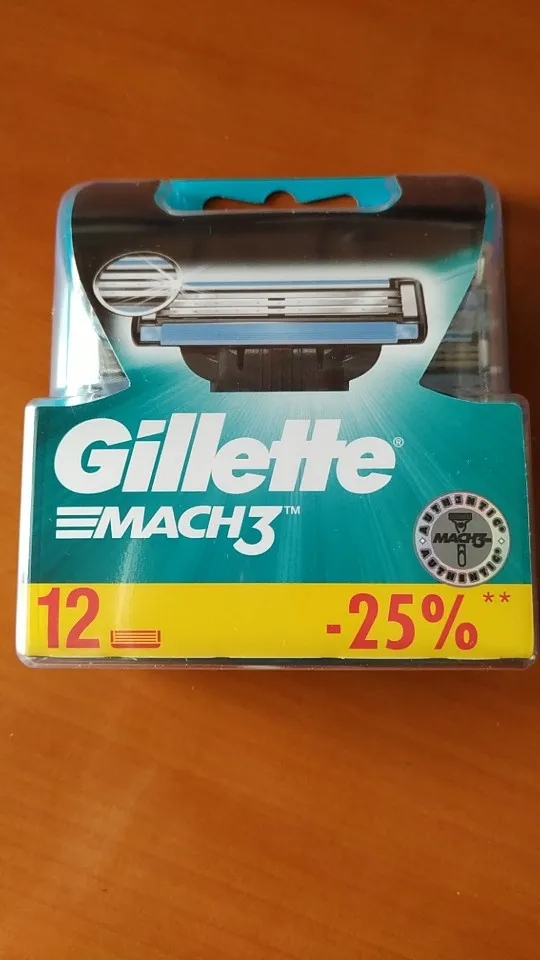 Gillette®
MACH3™
AUTHENTIC®
MACH3
AUTHENTIC®
12
-25%**